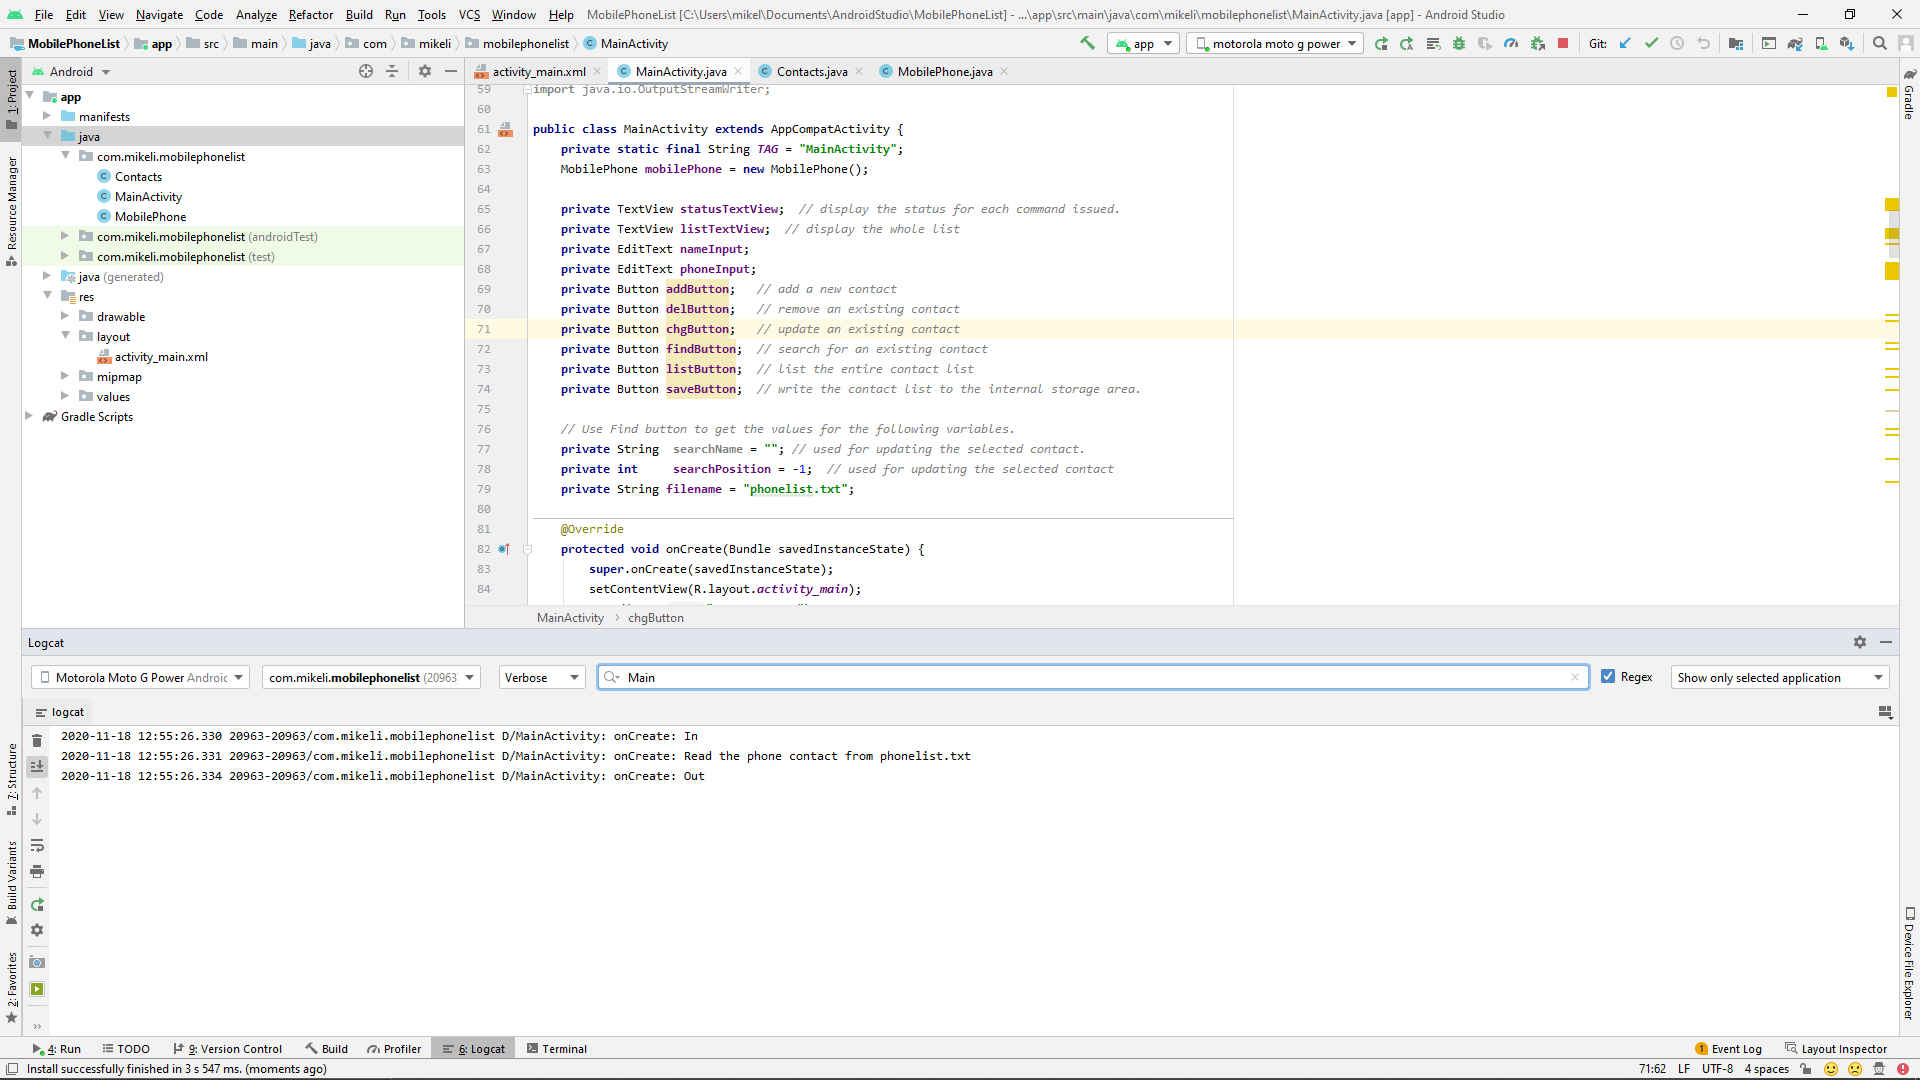 File Edit View Navigate Code Analyze Refactor Build Run Tools VCS Window Help MobilePhoneList [C:\Users\mikel\Documents\AndroidStudio\MobilePhoneList] - ...\app\src\main\java\com\mikeli\mobilephonelist\MainActivity.java [app] - Android Studio
MobilePhoneList app src main java com mikeli mobilephonelist MainActivity app motorola moto g power Git:
Android activity_main.xml MainActivity.java Contacts.java MobilePhone.java
1: Project
Resource Manager
7: Structure
Build Variants
2: Favorites
app
manifests
java
com.mikeli.mobilephonelist
Contacts
MainActivity
MobilePhone
com.mikeli.mobilephonelist (androidTest)
com.mikeli.mobilephonelist (test)
java (generated)
res
drawable
layout
activity_main.xml
mipmap
values
Gradle Scripts
59 import java.io.OutputStreamWriter;
60
61 public class MainActivity extends AppCompatActivity {
62 private static final String TAG = "MainActivity";
63 MobilePhone mobilePhone = new MobilePhone();
64
65 private TextView statusTextView; // display the status for each command issued.
66 private TextView listTextView; // display the whole list
67 private EditText nameInput;
68 private EditText phoneInput;
69 private Button addButton; // add a new contact
70 private Button delButton; // remove an existing contact
71 private Button chgButton; // update an existing contact
72 private Button findButton; // search for an existing contact
73 private Button listButton; // list the entire contact list
74 private Button saveButton; // write the contact list to the internal storage area.
75
76 // Use Find button to get the values for the following variables.
77 private String searchName = ""; // used for updating the selected contact.
78 private int searchPosition = -1; // used for updating the selected contact
79 private String filename = "phonelist.txt";
80
81 @Override
82 protected void onCreate(Bundle savedInstanceState) {
83 super.onCreate(savedInstanceState);
84 setContentView(R.layout.activity_main);
MainActivity › chgButton
Gradle
Device File Explorer
Logcat
Motorola Moto G Power Android com.mikeli.mobilephonelist (20963) Verbose Main Regex Show only selected application
logcat
2020-11-18 12:55:26.330 20963-20963/com.mikeli.mobilephonelist D/MainActivity: onCreate: In
2020-11-18 12:55:26.331 20963-20963/com.mikeli.mobilephonelist D/MainActivity: onCreate: Read the phone contact from phonelist.txt
2020-11-18 12:55:26.334 20963-20963/com.mikeli.mobilephonelist D/MainActivity: onCreate: Out
4: Run TODO 9: Version Control Build Profiler 6: Logcat Terminal 1 Event Log Layout Inspector
Install successfully finished in 3 s 547 ms. (moments ago) 71:62 LF UTF-8 4 spaces